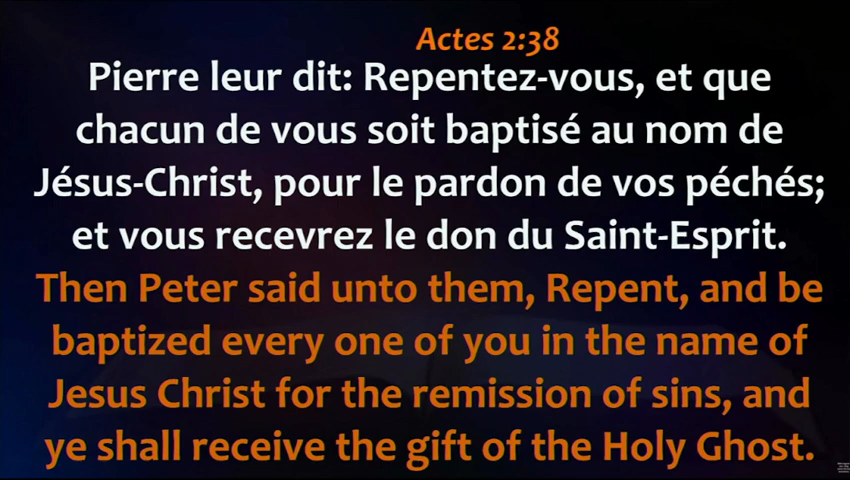 Actes 2:38
Pierre leur dit: Repentez-vous, et que
chacun de vous soit baptisé au nom de
Jésus-Christ, pour le pardon de vos péchés;
et vous recevrez le don du Saint-Esprit.
Then Peter said unto them, Repent, and be
baptized every one of you in the name of
Jesus Christ for the remission of sins, and
ye shall receive the gift of the Holy Ghost.